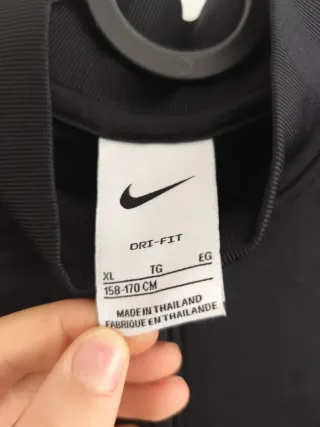 DRI-FIT
XL TG EG
158-170 CM
MADE IN THAILAND
FABRIQUE EN THAILANDE